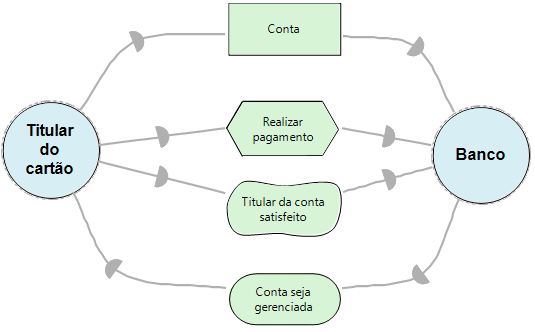 Conta
Realizar
pagamento
Titular
do
cartão
Banco
Titular da conta
satisfeito
Conta seja
gerenciada